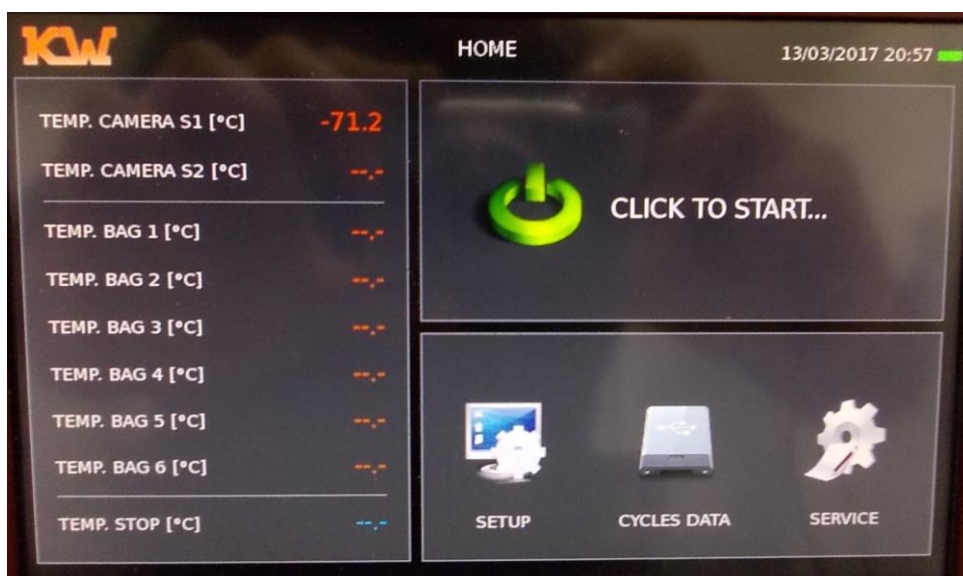 KW
HOME
13/03/2017 20:57
TEMP. CAMERA S1 [°C] -71.2
TEMP. CAMERA S2 [°C] --.-
TEMP. BAG 1 [°C] --.-
TEMP. BAG 2 [°C] --.-
TEMP. BAG 3 [°C] --.-
TEMP. BAG 4 [°C] --.-
TEMP. BAG 5 [°C] --.-
TEMP. BAG 6 [°C] --.-
TEMP. STOP [°C] --.-
CLICK TO START...
SETUP
CYCLES DATA
SERVICE